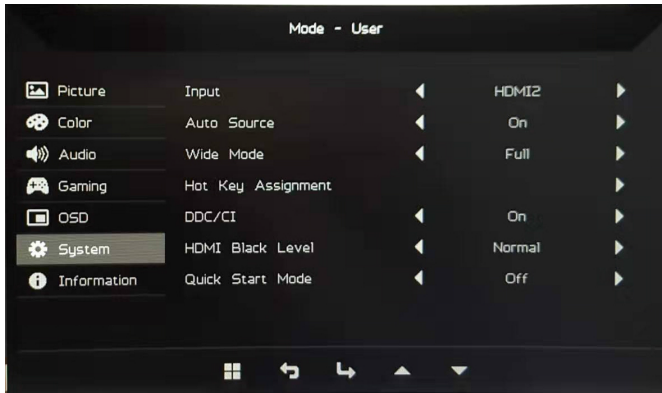 Mode - User
Picture
Input HDMI2
Color
Auto Source On
Audio
Wide Mode Full
Gaming
Hot Key Assignment
OSD
DDC/CI On
System
HDMI Black Level Normal
Information
Quick Start Mode Off